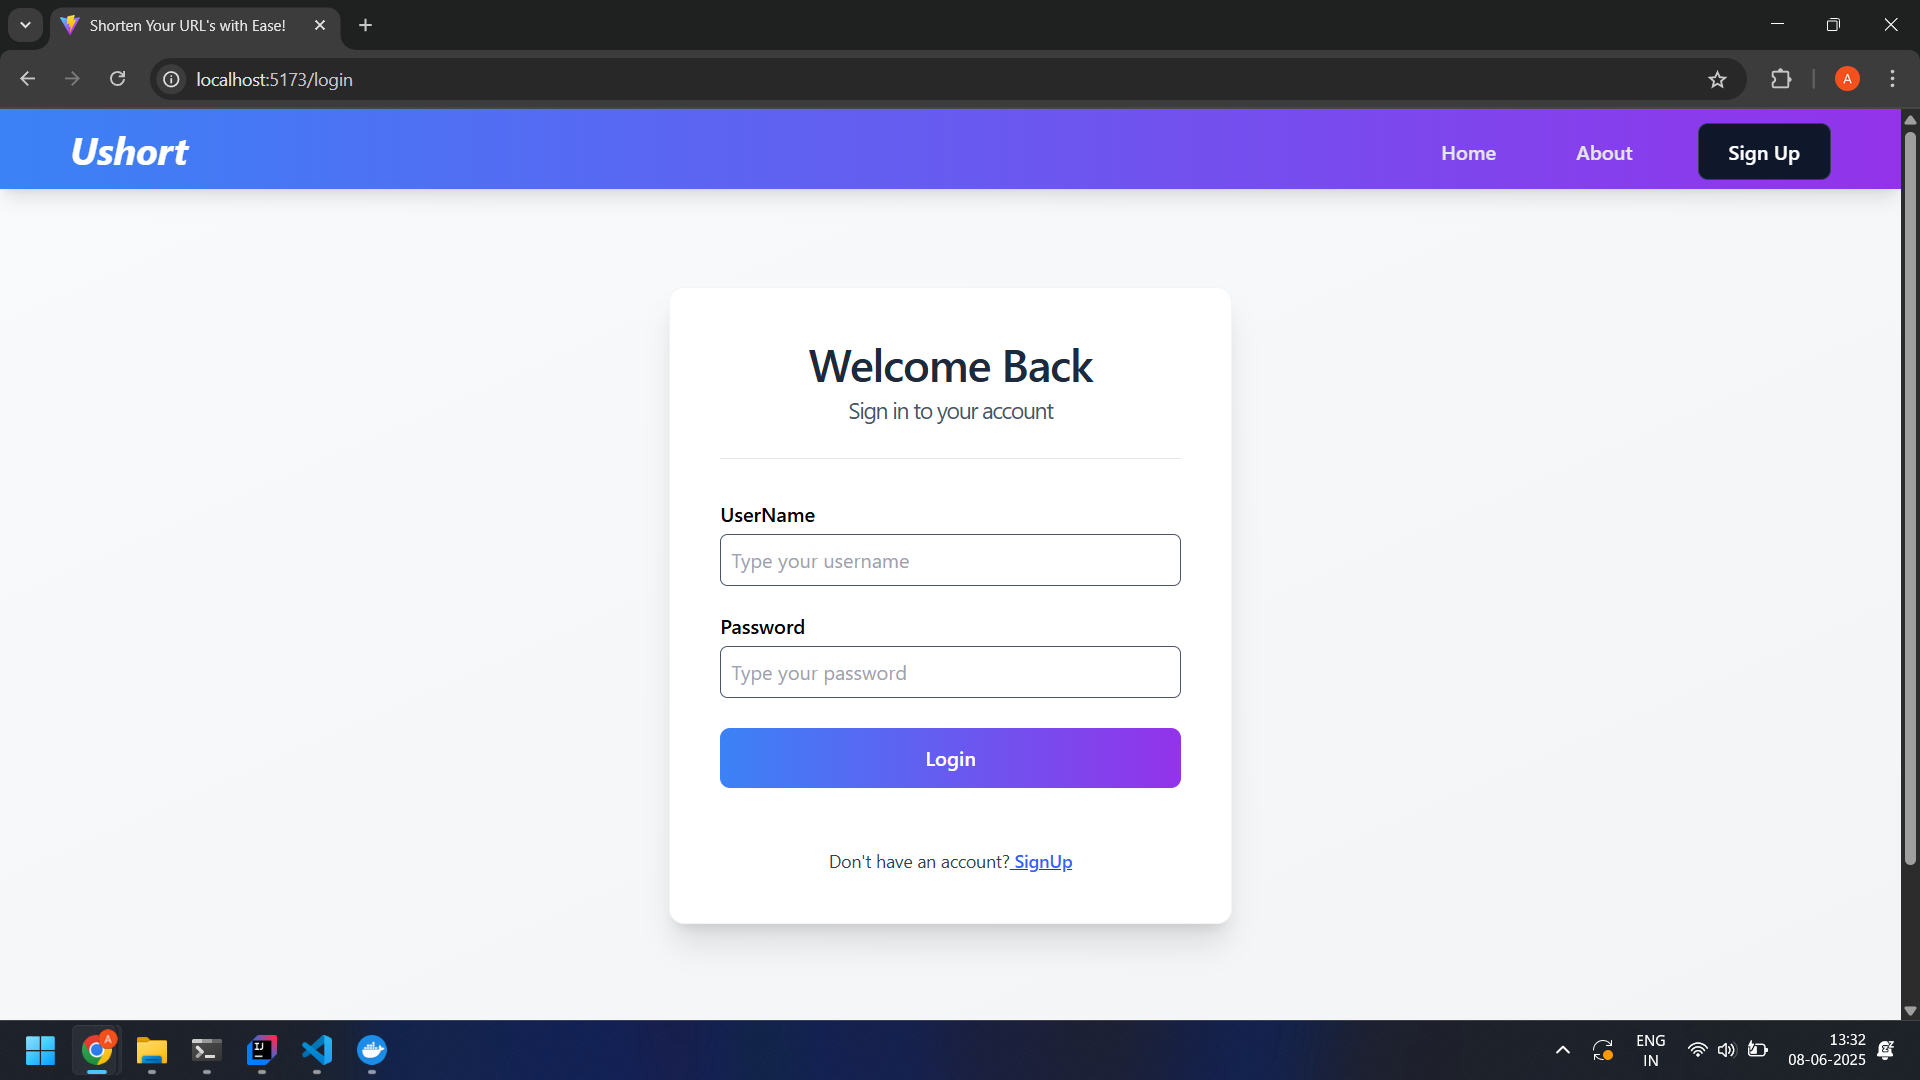 Shorten Your URL's with Ease!
localhost:5173/login
A
Ushort
Home
About
Sign Up
Welcome Back
Sign in to your account
UserName
Type your username
Password
Type your password
Login
Don't have an account? SignUp
A
IJ
ENG
IN
13:32
08-06-2025